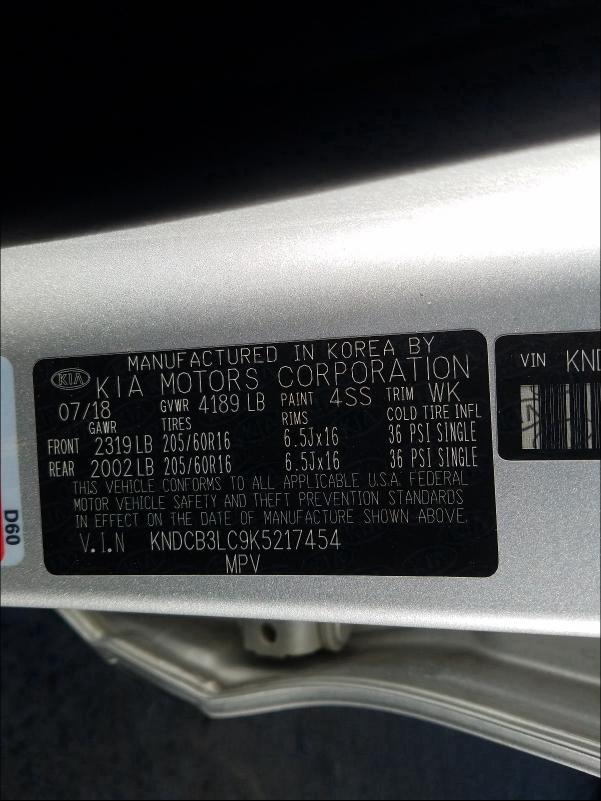 MANUFACTURED IN KOREA BY
KIA KIA MOTORS CORPORATION
07/18 GVWR 4189 LB PAINT 4SS TRIM WK
GAWR TIRES RIMS COLD TIRE INFL
FRONT 2319 LB 205/60R16 6.5Jx16 36 PSI SINGLE
REAR 2002 LB 205/60R16 6.5Jx16 36 PSI SINGLE
THIS VEHICLE CONFORMS TO ALL APPLICABLE U.S.A. FEDERAL
MOTOR VEHICLE SAFETY AND THEFT PREVENTION STANDARDS
IN EFFECT ON THE DATE OF MANUFACTURE SHOWN ABOVE.
V.I.N KNDCB3LC9K5217454
MPV
VIN KND
D60